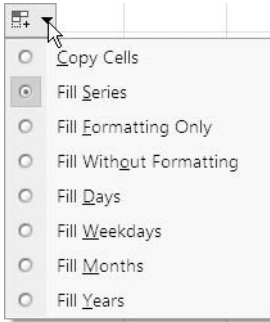 Copy Cells
Fill Series
Fill Formatting Only
Fill Without Formatting
Fill Days
Fill Weekdays
Fill Months
Fill Years